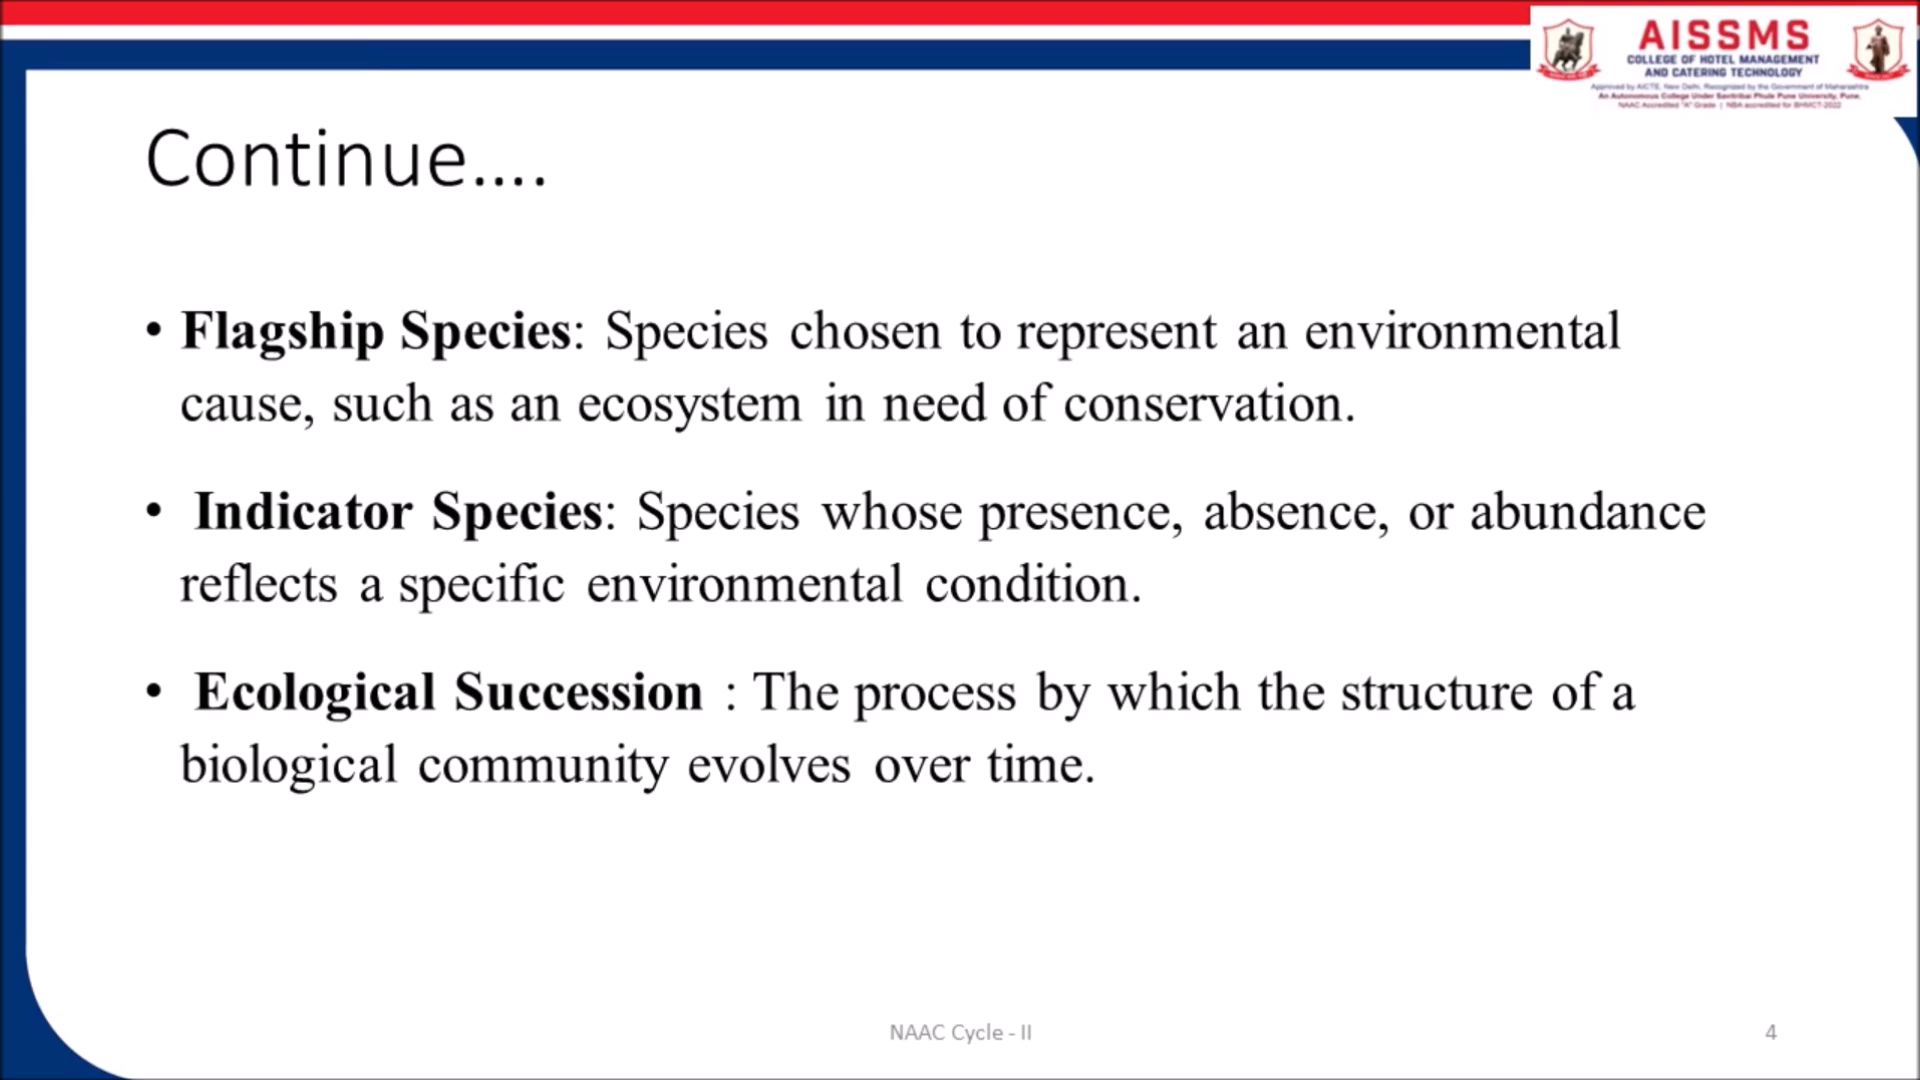 AISSMS
COLLEGE OF HOTEL MANAGEMENT
AND CATERING TECHNOLOGY
Approved by AICTE, New Delhi, Recognized by the Government of Maharashtra
An Autonomous College Under Savitribai Phule Pune University, Pune.
NAAC Accredited "A" Grade | NBA accredited for BHMCT-2022
Continue....
• Flagship Species: Species chosen to represent an environmental
cause, such as an ecosystem in need of conservation.
• Indicator Species: Species whose presence, absence, or abundance
reflects a specific environmental condition.
• Ecological Succession : The process by which the structure of a
biological community evolves over time.
NAAC Cycle - II
4